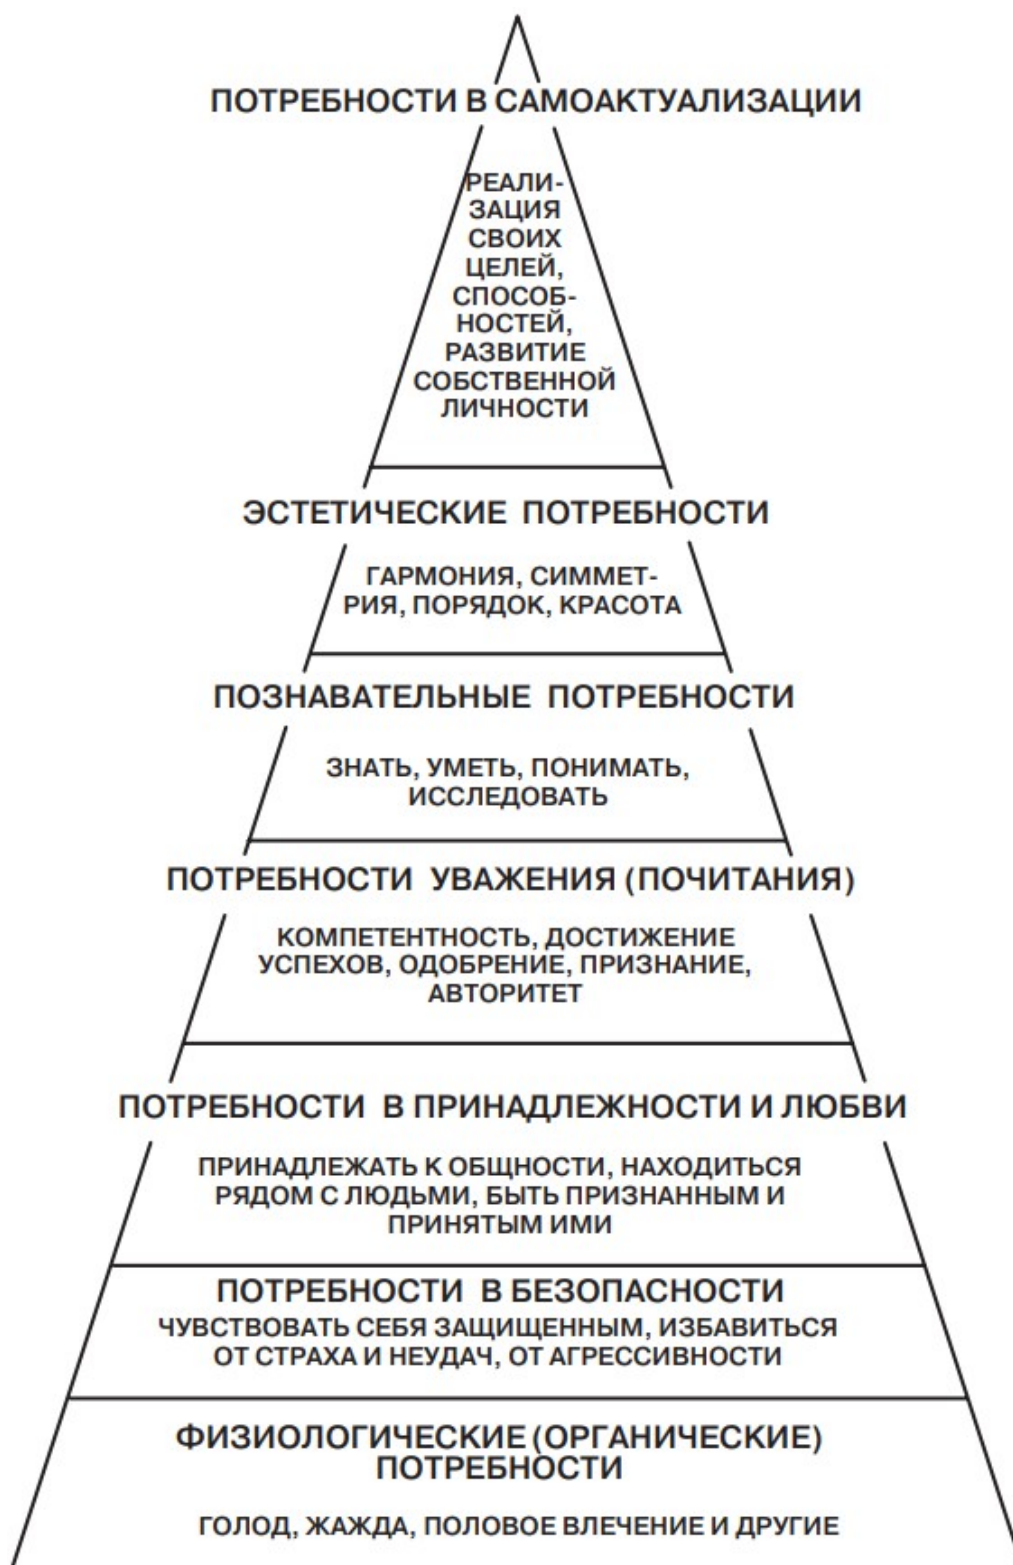 ПОТРЕБНОСТИ В САМОАКТУАЛИЗАЦИИ
РЕАЛИ-
ЗАЦИЯ
СВОИХ
ЦЕЛЕЙ,
СПОСОБ-
НОСТЕЙ,
РАЗВИТИЕ
СОБСТВЕННОЙ
ЛИЧНОСТИ
ЭСТЕТИЧЕСКИЕ ПОТРЕБНОСТИ
ГАРМОНИЯ, СИММЕТ-
РИЯ, ПОРЯДОК, КРАСОТА
ПОЗНАВАТЕЛЬНЫЕ ПОТРЕБНОСТИ
ЗНАТЬ, УМЕТЬ, ПОНИМАТЬ,
ИССЛЕДОВАТЬ
ПОТРЕБНОСТИ УВАЖЕНИЯ (ПОЧИТАНИЯ)
КОМПЕТЕНТНОСТЬ, ДОСТИЖЕНИЕ
УСПЕХОВ, ОДОБРЕНИЕ, ПРИЗНАНИЕ,
АВТОРИТЕТ
ПОТРЕБНОСТИ В ПРИНАДЛЕЖНОСТИ И ЛЮБВИ
ПРИНАДЛЕЖАТЬ К ОБЩНОСТИ, НАХОДИТЬСЯ
РЯДОМ С ЛЮДЬМИ, БЫТЬ ПРИЗНАННЫМ И
ПРИНЯТЫМ ИМИ
ПОТРЕБНОСТИ В БЕЗОПАСНОСТИ
ЧУВСТВОВАТЬ СЕБЯ ЗАЩИЩЕННЫМ, ИЗБАВИТЬСЯ
ОТ СТРАХА И НЕУДАЧ, ОТ АГРЕССИВНОСТИ
ФИЗИОЛОГИЧЕСКИЕ (ОРГАНИЧЕСКИЕ)
ПОТРЕБНОСТИ
ГОЛОД, ЖАЖДА, ПОЛОВОЕ ВЛЕЧЕНИЕ И ДРУГИЕ